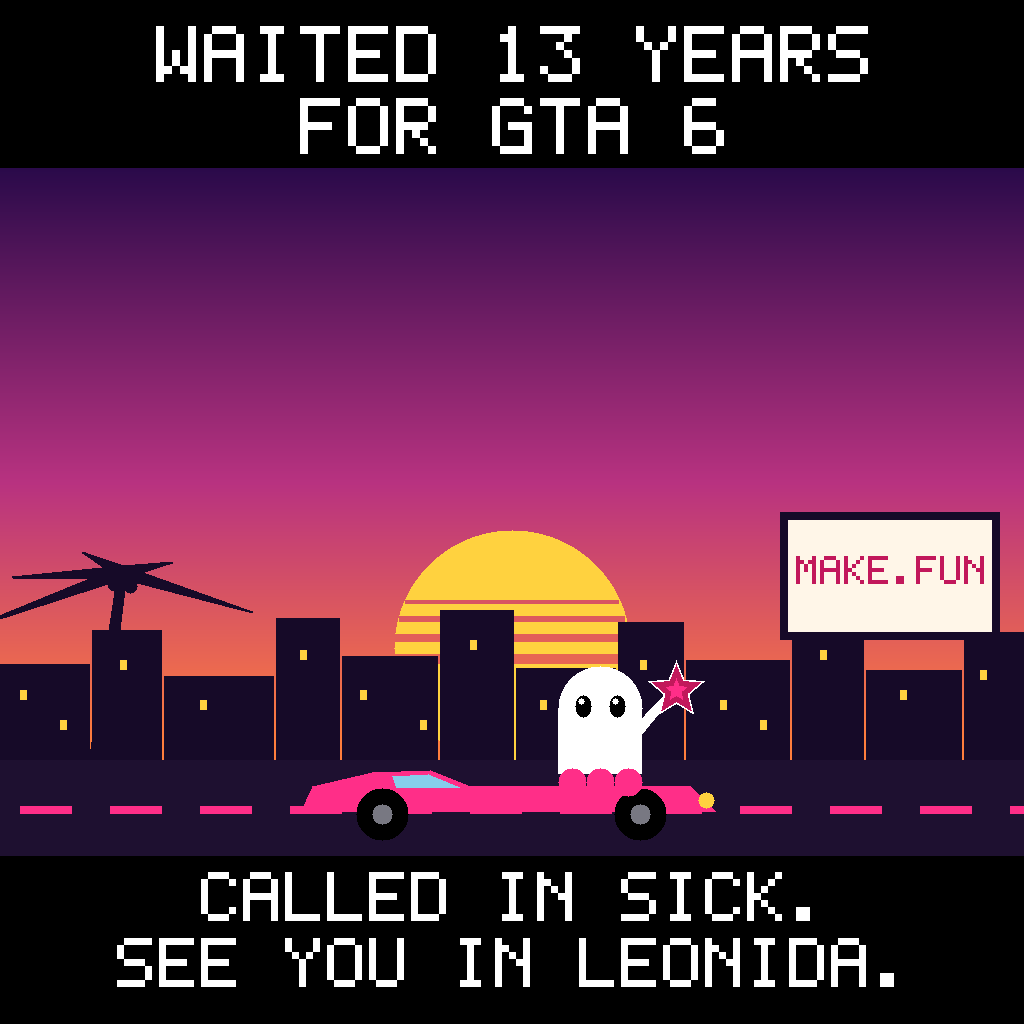 WAITED 13 YEARS
FOR GTA 6
MAKE.FUN
CALLED IN SICK.
SEE YOU IN LEONIDA.